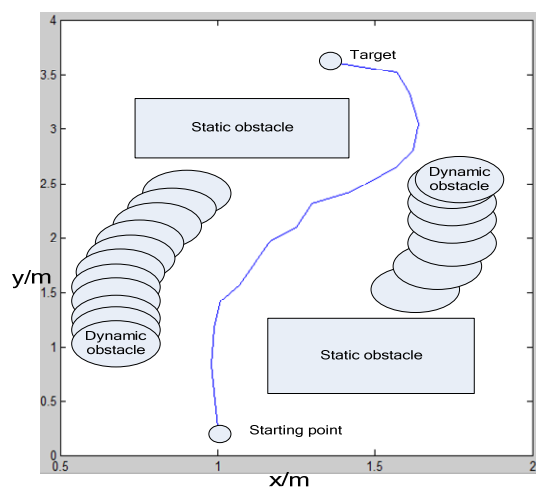 4
Target
3.5
Static obstacle
3
Dynamic
obstacle
2.5
y/m
2
1.5
Dynamic
obstacle
1
Static obstacle
0.5
Starting point
0
0.5
1
1.5
2
x/m